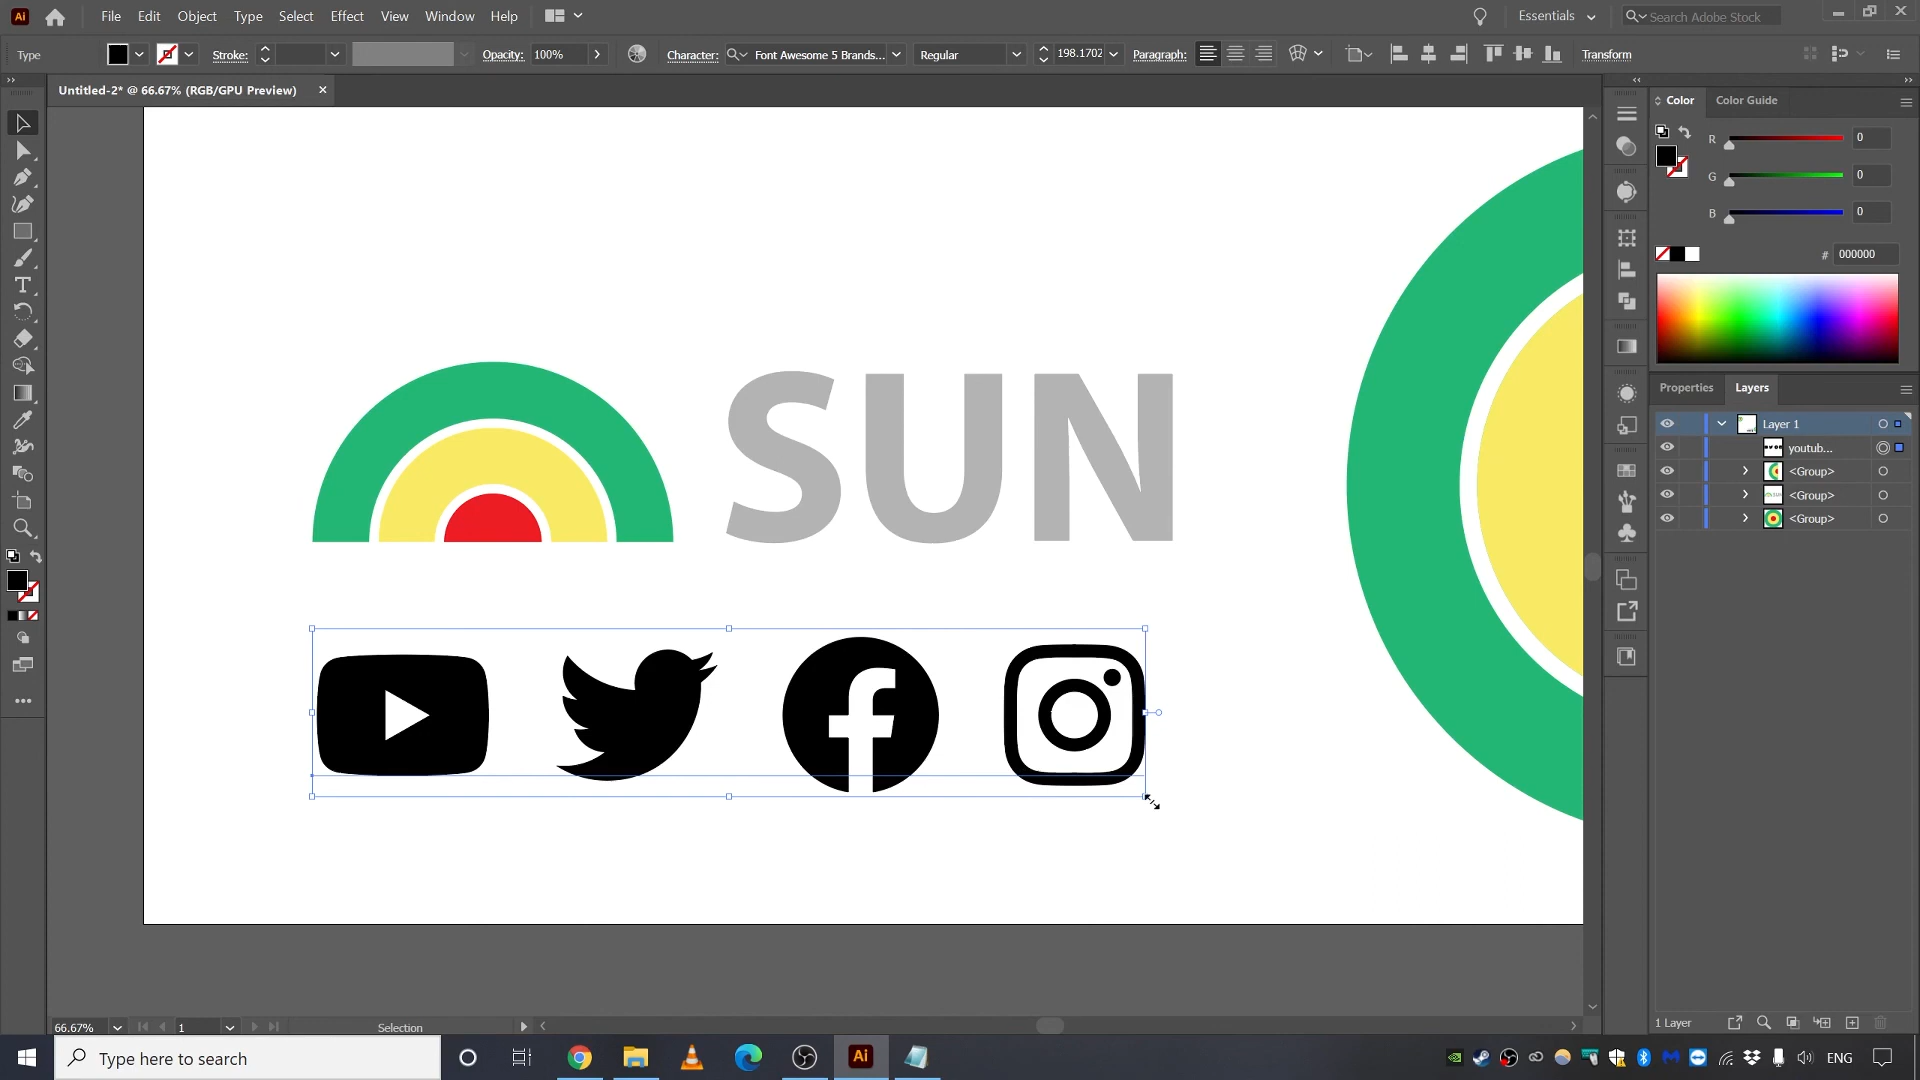 Ai File Edit Object Type Select Effect View Window Help Essentials Search Adobe Stock
Type Stroke: Opacity: 100% Character: Font Awesome 5 Brands... Regular 198.1702 Paragraph: Transform
Untitled-2* @ 66.67% (RGB/GPU Preview)
Color Color Guide
R 0
G 0
B 0
# 000000
SUN
Properties Layers
Layer 1
youtub...
<Group>
<Group>
<Group>
66.67% 1 Selection
1 Layer
Type here to search
Ai
ENG